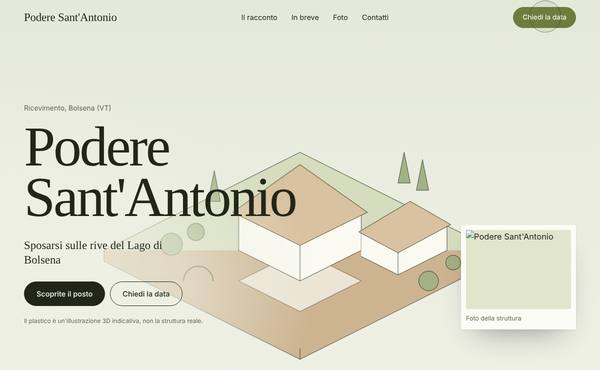 Podere Sant'Antonio
Il racconto In breve Foto Contatti
Chiedi la data
Ricevimento, Bolsena (VT)
Podere
Sant'Antonio
Sposarsi sulle rive del Lago di
Bolsena
Scoprite il posto Chiedi la data
Il plastico è un'illustrazione 3D indicativa, non la struttura reale.
Podere Sant'Antonio
Foto della struttura